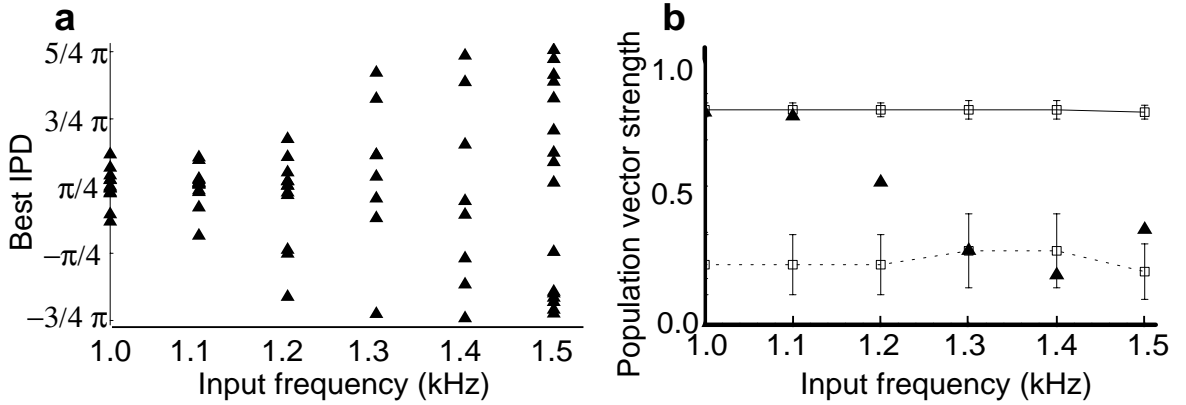 a
5/4 π
3/4 π
π/4
−π/4
−3/4 π
Best IPD
1.0 1.1 1.2 1.3 1.4 1.5
Input frequency (kHz)
b
1.0
0.5
0.0
Population vector strength
1.0 1.1 1.2 1.3 1.4 1.5
Input frequency (kHz)